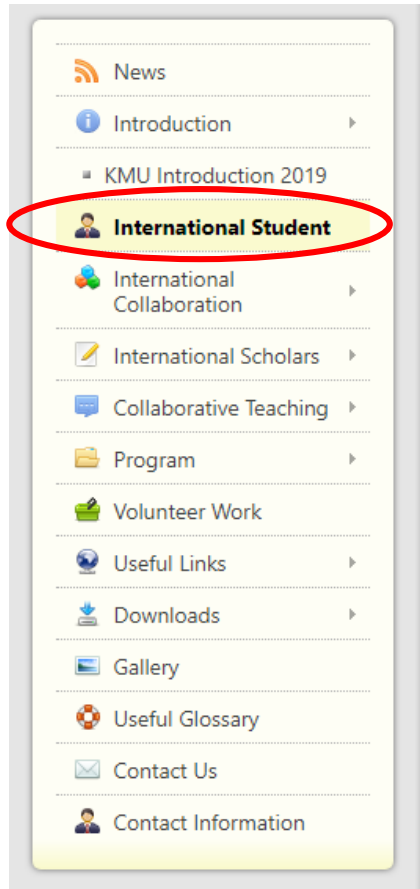 News
Introduction
KMU Introduction 2019
International Student
International
Collaboration
International Scholars
Collaborative Teaching
Program
Volunteer Work
Useful Links
Downloads
Gallery
Useful Glossary
Contact Us
Contact Information